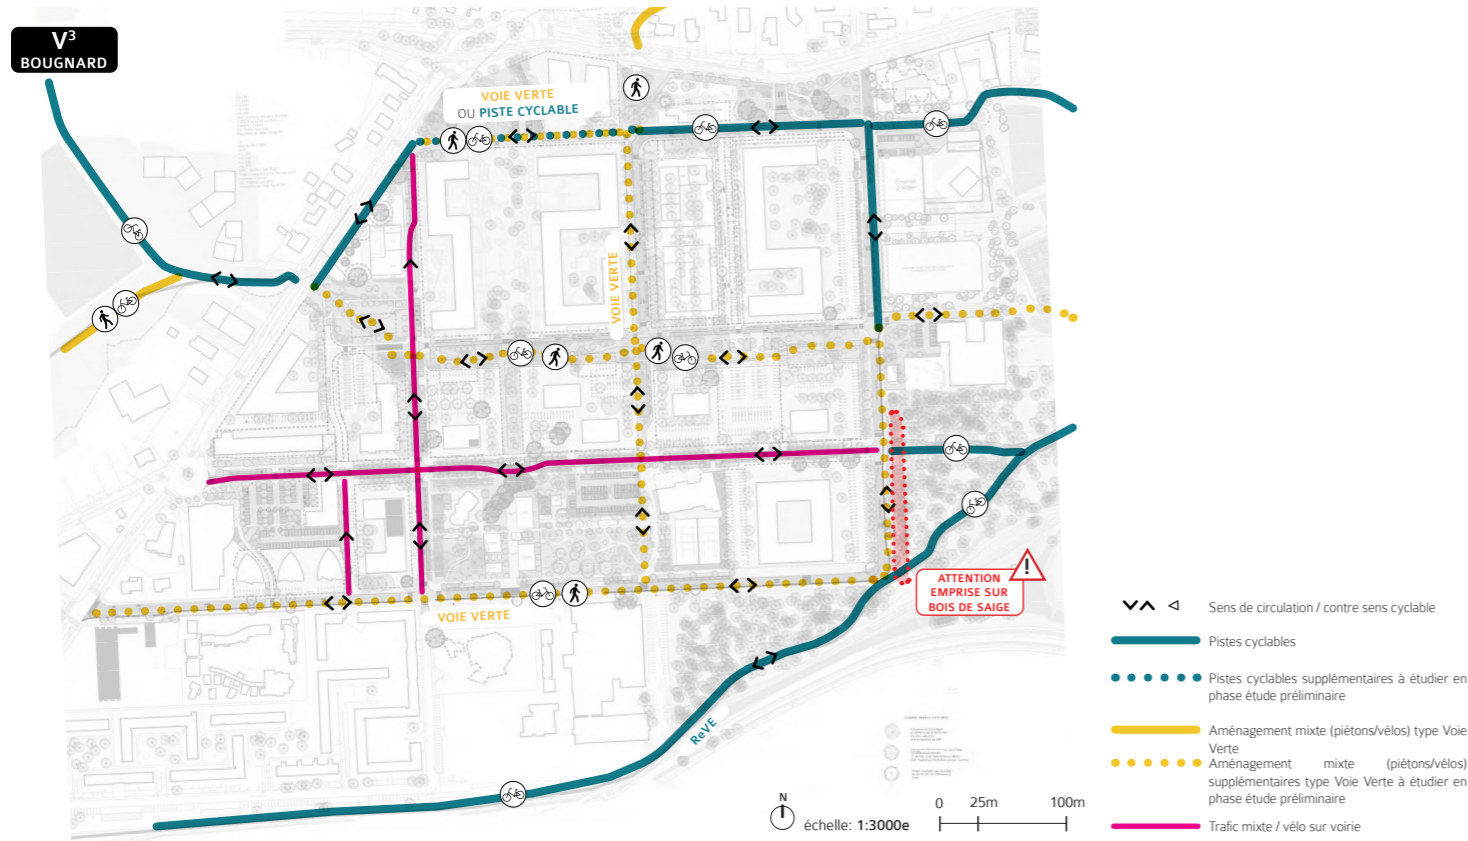 V³
BOUGNARD
VOIE VERTE
OU PISTE CYCLABLE
VOIE VERTE
VOIE VERTE
ATTENTION
EMPRISE SUR
BOIS DE SAIGE
ReVE
N
échelle: 1:3000e
0 25m 100m
Sens de circulation / contre sens cyclable
Pistes cyclables
Pistes cyclables supplémentaires à étudier en
phase étude préliminaire
Aménagement mixte (piétons/vélos) type Voie
Verte
Aménagement mixte (piétons/vélos)
supplémentaires type Voie Verte à étudier en
phase étude préliminaire
Trafic mixte / vélo sur voirie